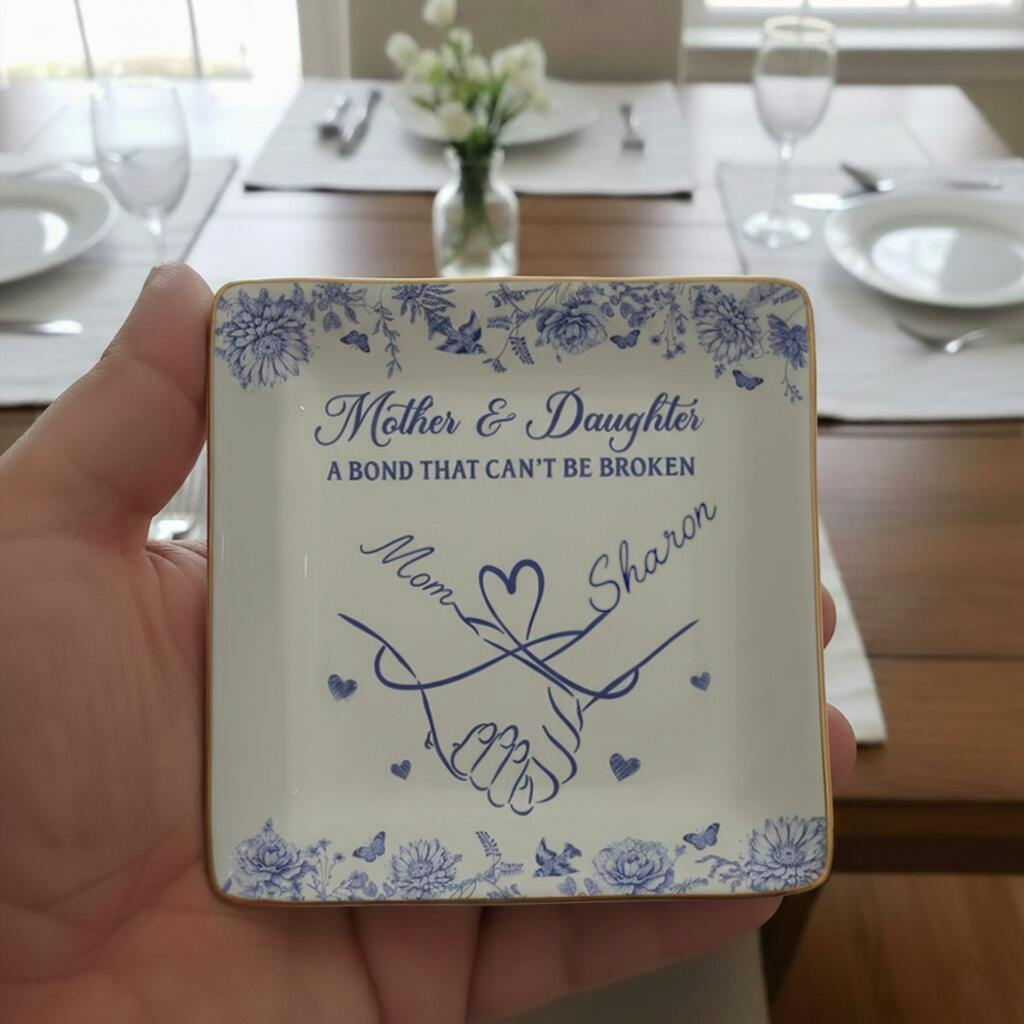 Mother & Daughter
A BOND THAT CAN'T BE BROKEN
Mom
Sharon